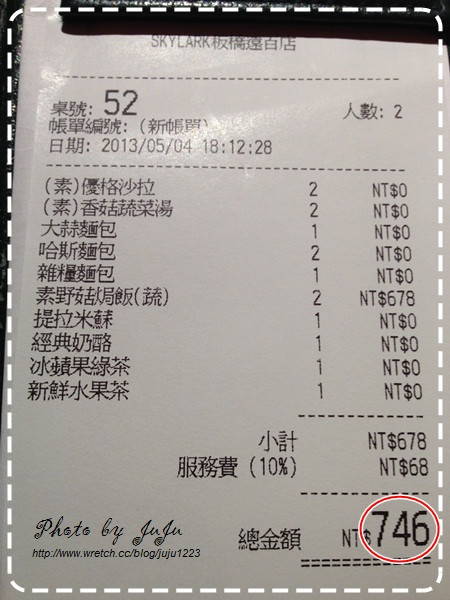 SKYLARK板橋遠百店
桌號: 52 人數: 2
帳單編號: (新帳單)
日期: 2013/05/04 18:12:28
(素)優格沙拉 2 NT$0
(素)香菇蔬菜湯 2 NT$0
大蒜麵包 1 NT$0
哈斯麵包 2 NT$0
雜糧麵包 1 NT$0
素野菇焗飯(蔬) 2 NT$678
提拉米蘇 1 NT$0
經典奶酪 1 NT$0
冰蘋果綠茶 1 NT$0
新鮮水果茶 1 NT$0
小計 NT$678
服務費 (10%) NT$68
總金額 NT$746
Photo by JuJu
http://www.wretch.cc/blog/juju1223